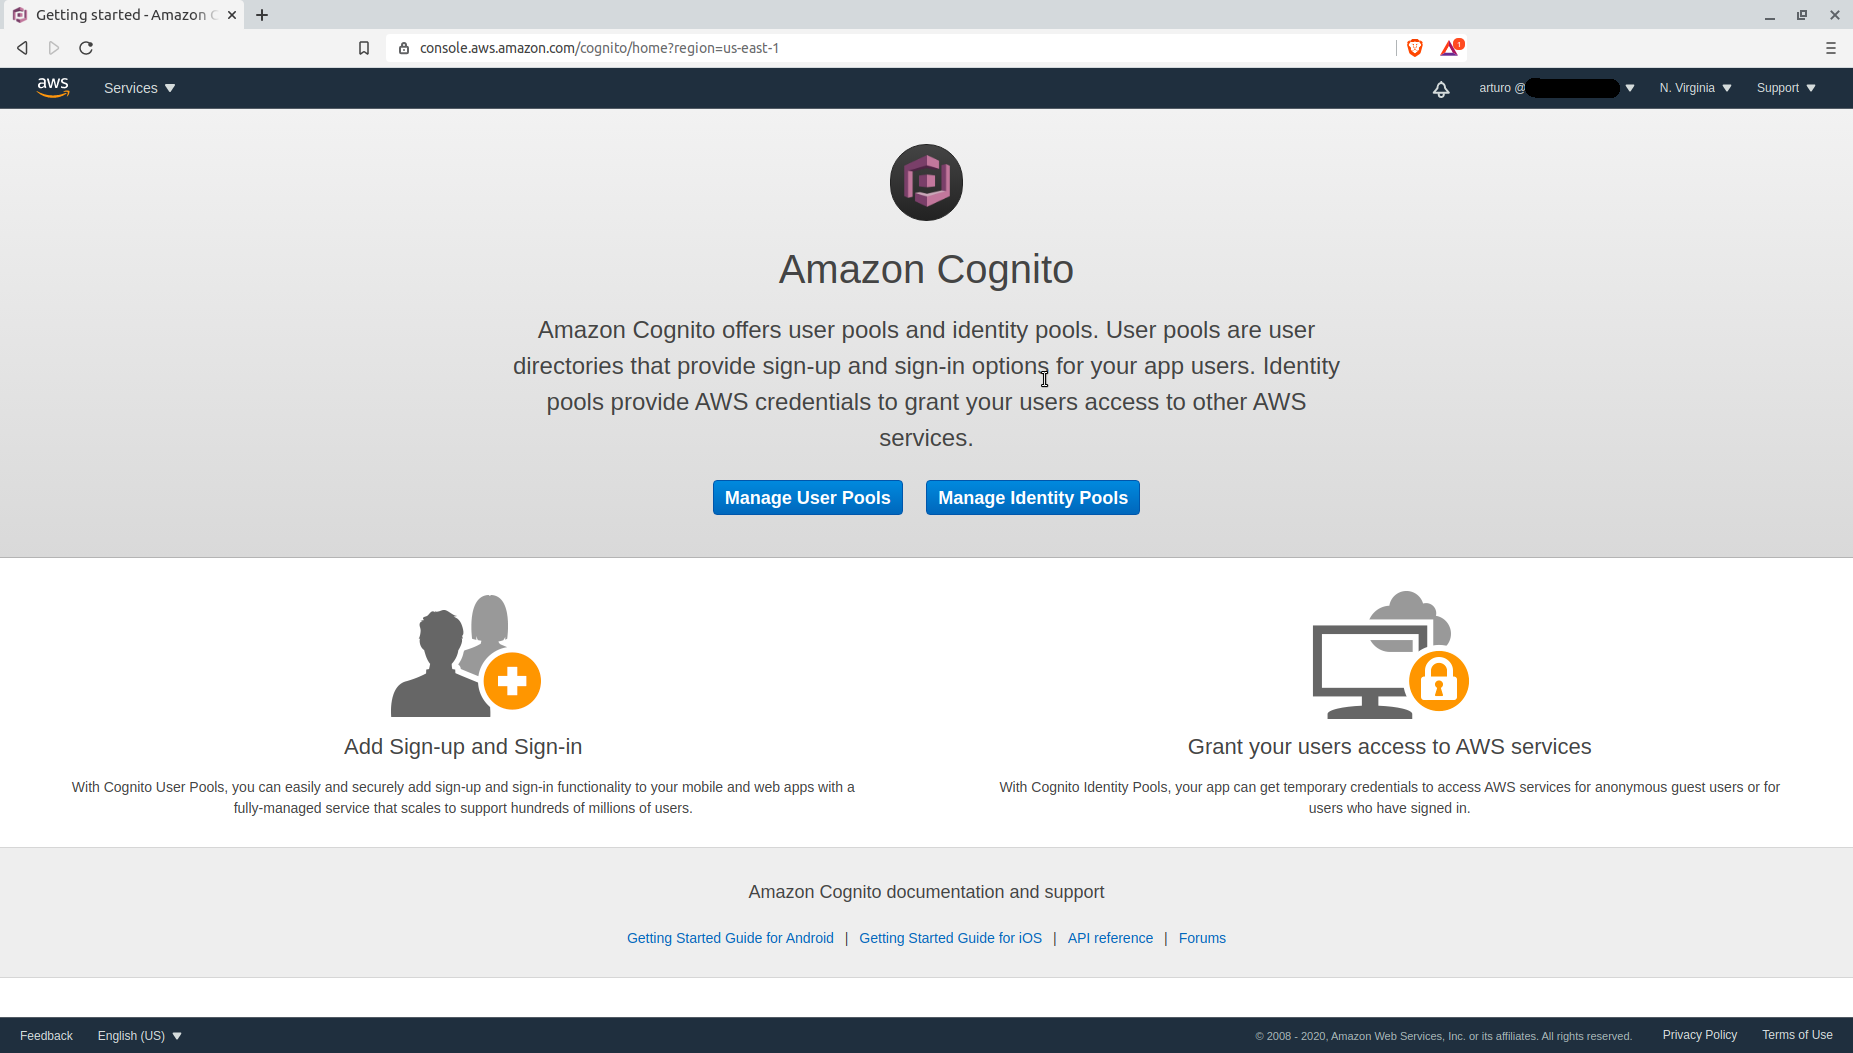 Getting started - Amazon C
console.aws.amazon.com/cognito/home?region=us-east-1
1
aws
Services
arturo @
N. Virginia
Support
Amazon Cognito
Amazon Cognito offers user pools and identity pools. User pools are user
directories that provide sign-up and sign-in options for your app users. Identity
pools provide AWS credentials to grant your users access to other AWS
services.
Manage User Pools
Manage Identity Pools
Add Sign-up and Sign-in
With Cognito User Pools, you can easily and securely add sign-up and sign-in functionality to your mobile and web apps with a
fully-managed service that scales to support hundreds of millions of users.
Grant your users access to AWS services
With Cognito Identity Pools, your app can get temporary credentials to access AWS services for anonymous guest users or for
users who have signed in.
Amazon Cognito documentation and support
Getting Started Guide for Android | Getting Started Guide for iOS | API reference | Forums
Feedback
English (US)
© 2008 - 2020, Amazon Web Services, Inc. or its affiliates. All rights reserved.
Privacy Policy
Terms of Use